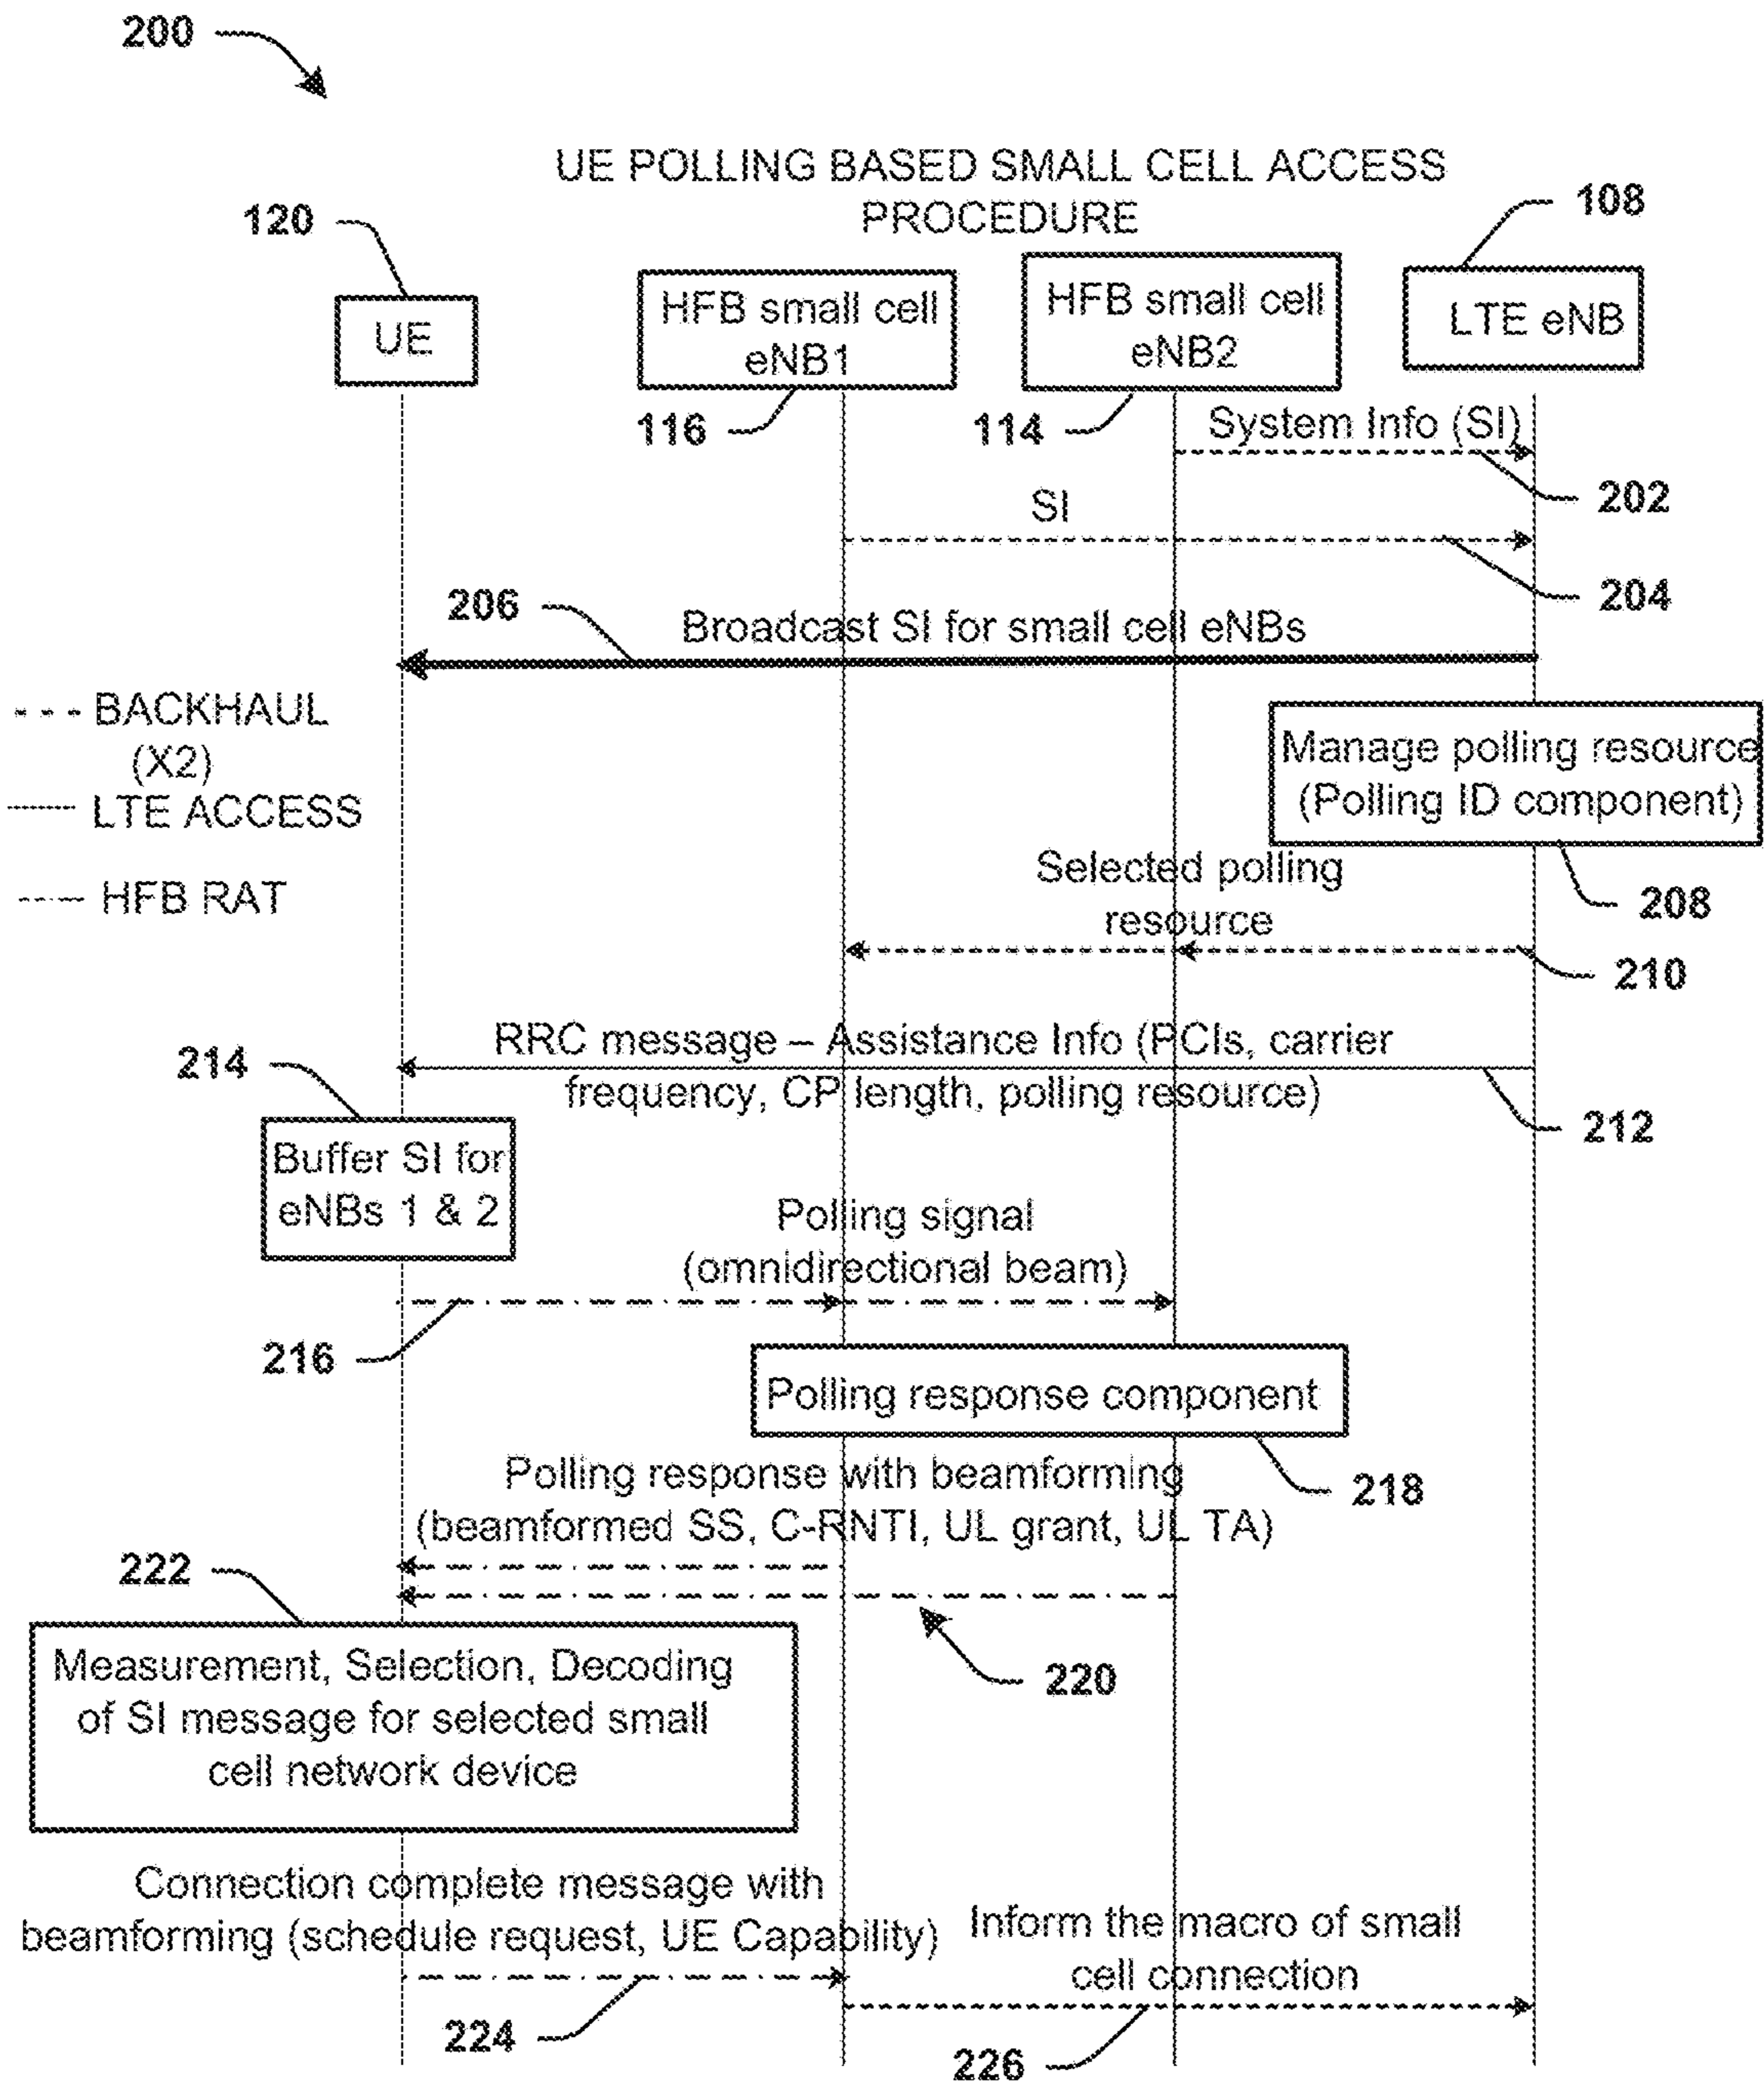 200
UE POLLING BASED SMALL CELL ACCESS
PROCEDURE
120
108
UE
HFB small cell
eNB1
HFB small cell
eNB2
LTE eNB
116
114
System Info (SI)
202
SI
204
206
Broadcast SI for small cell eNBs
--- BACKHAUL
(X2)
LTE ACCESS
HFB RAT
Manage polling resource
(Polling ID component)
208
Selected polling
resource
210
RRC message – Assistance Info (PCIs, carrier
frequency, CP length, polling resource)
212
214
Buffer SI for
eNBs 1 & 2
Polling signal
(omnidirectional beam)
216
Polling response component
218
Polling response with beamforming
(beamformed SS, C-RNTI, UL grant, UL TA)
220
222
Measurement, Selection, Decoding
of SI message for selected small
cell network device
Connection complete message with
beamforming (schedule request, UE Capability)
224
Inform the macro of small
cell connection
226